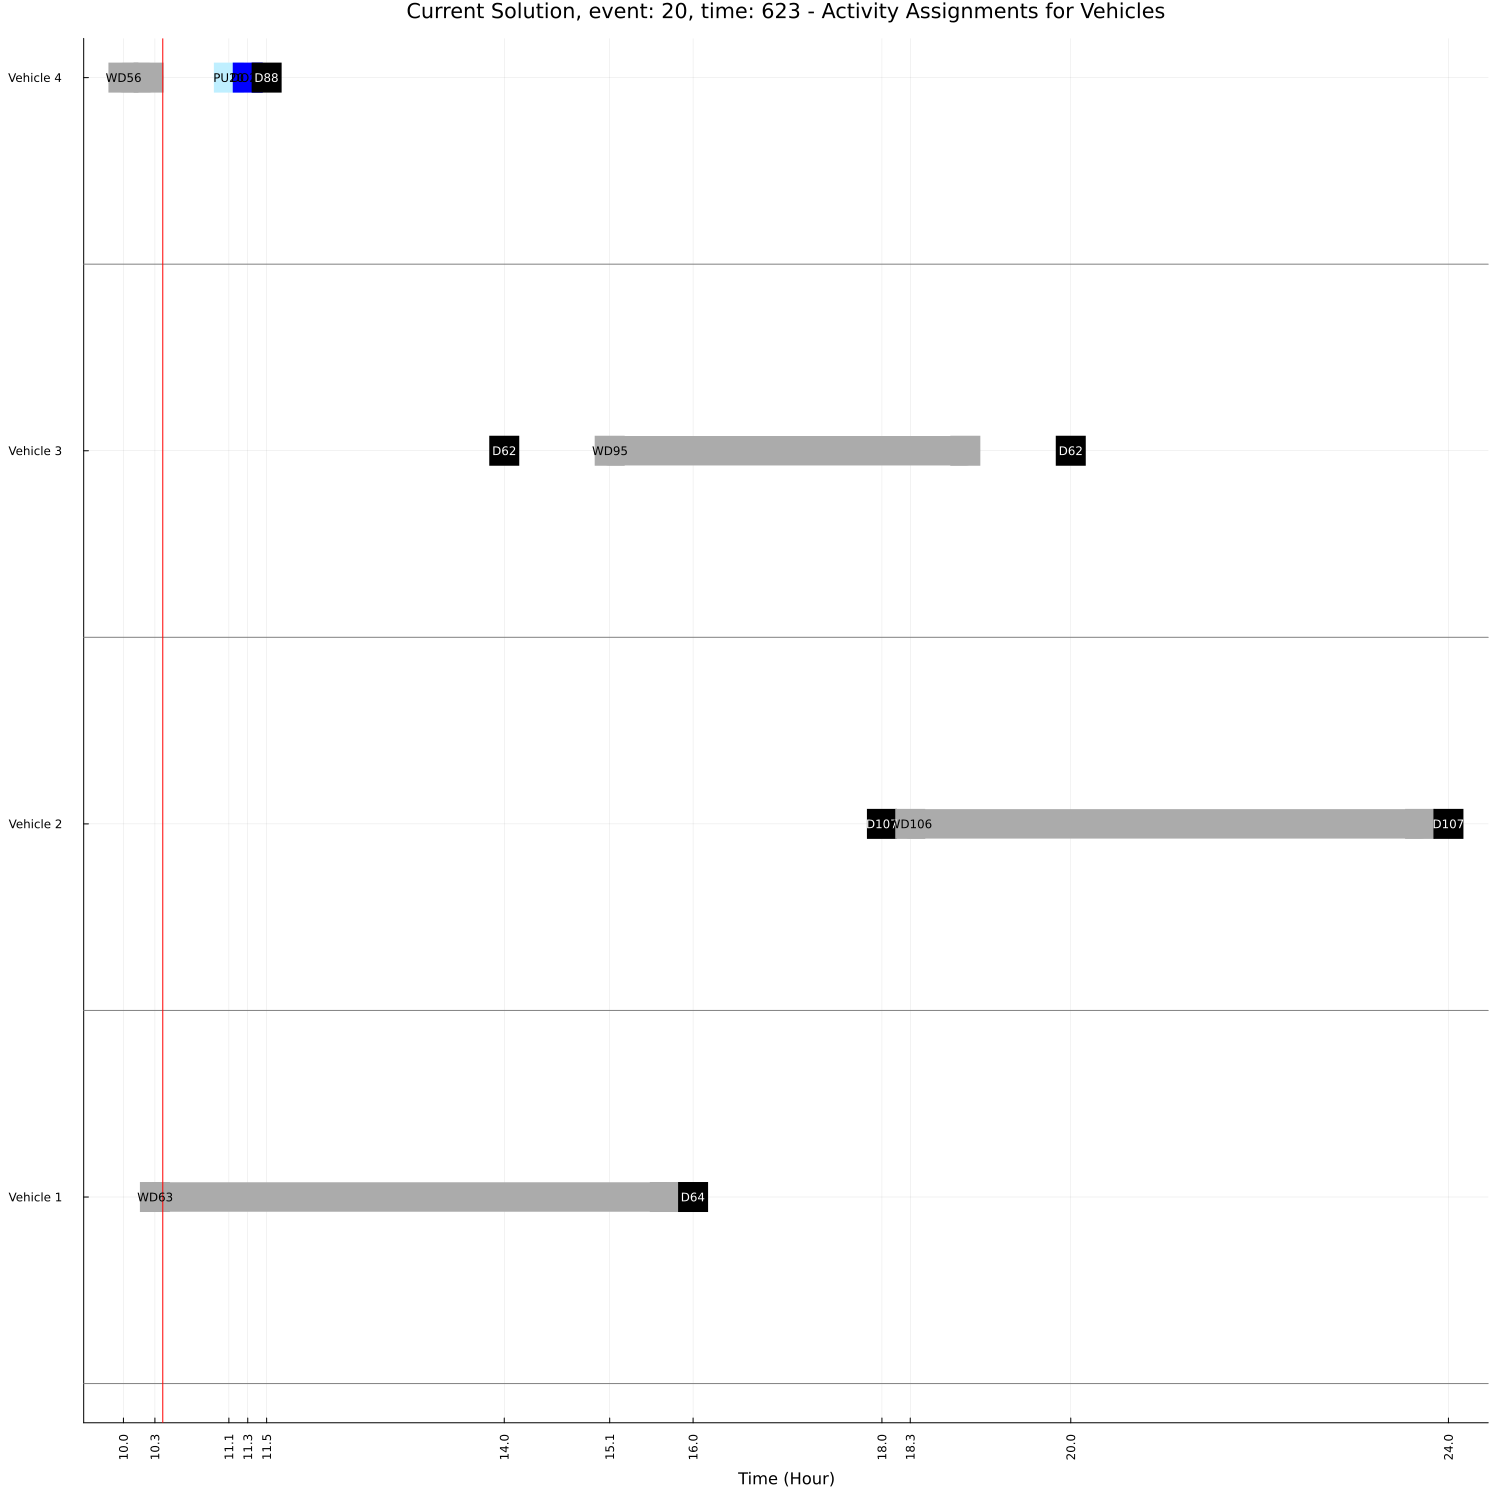 Current Solution, event: 20, time: 623 - Activity Assignments for Vehicles
Vehicle 4
WD56
D88
Vehicle 3
D62
WD95
D62
Vehicle 2
D107
WD106
D107
Vehicle 1
WD63
D64
10.0
10.3
11.1
11.3
11.5
14.0
15.1
16.0
18.0
18.3
20.0
24.0
Time (Hour)